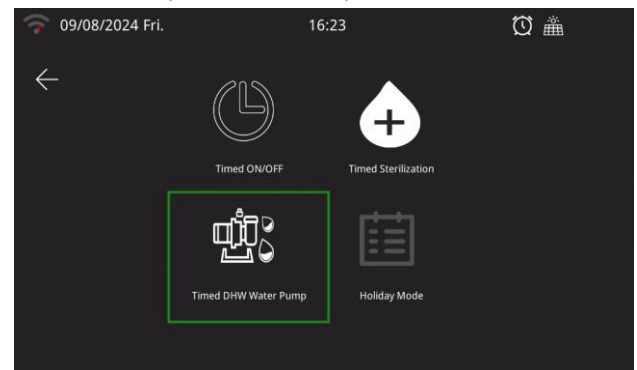 09/08/2024 Fri.
16:23
Timed ON/OFF
Timed Sterilization
Timed DHW Water Pump
Holiday Mode